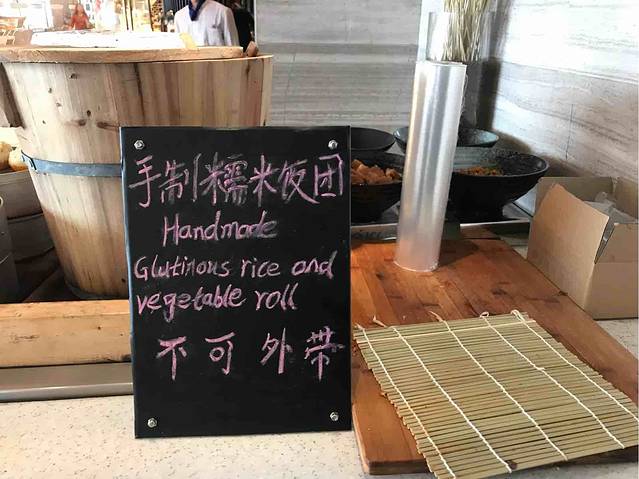 手制糯米饭团
Handmade
Glutinous rice and
vegetable roll
不可外带